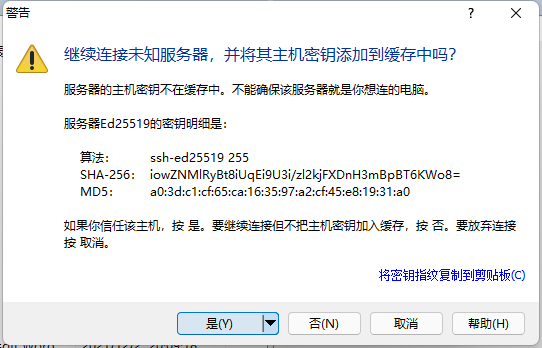 警告
继续连接未知服务器，并将其主机密钥添加到缓存中吗？
服务器的主机密钥不在缓存中。不能确保该服务器就是你想连的电脑。
服务器Ed25519的密钥明细是：
算法： ssh-ed25519 255
SHA-256： iowZNMlRyBt8iUqEi9U3i/zl2kjFXDnH3mBpBT6KWo8=
MD5： a0:3d:c1:cf:65:ca:16:35:97:a2:cf:45:e8:19:31:a0
如果你信任该主机，按 是。要继续连接但不把主机密钥加入缓存，按 否。要放弃连接
按 取消。
将密钥指纹复制到剪贴板(C)
是(Y) 否(N) 取消 帮助(H)